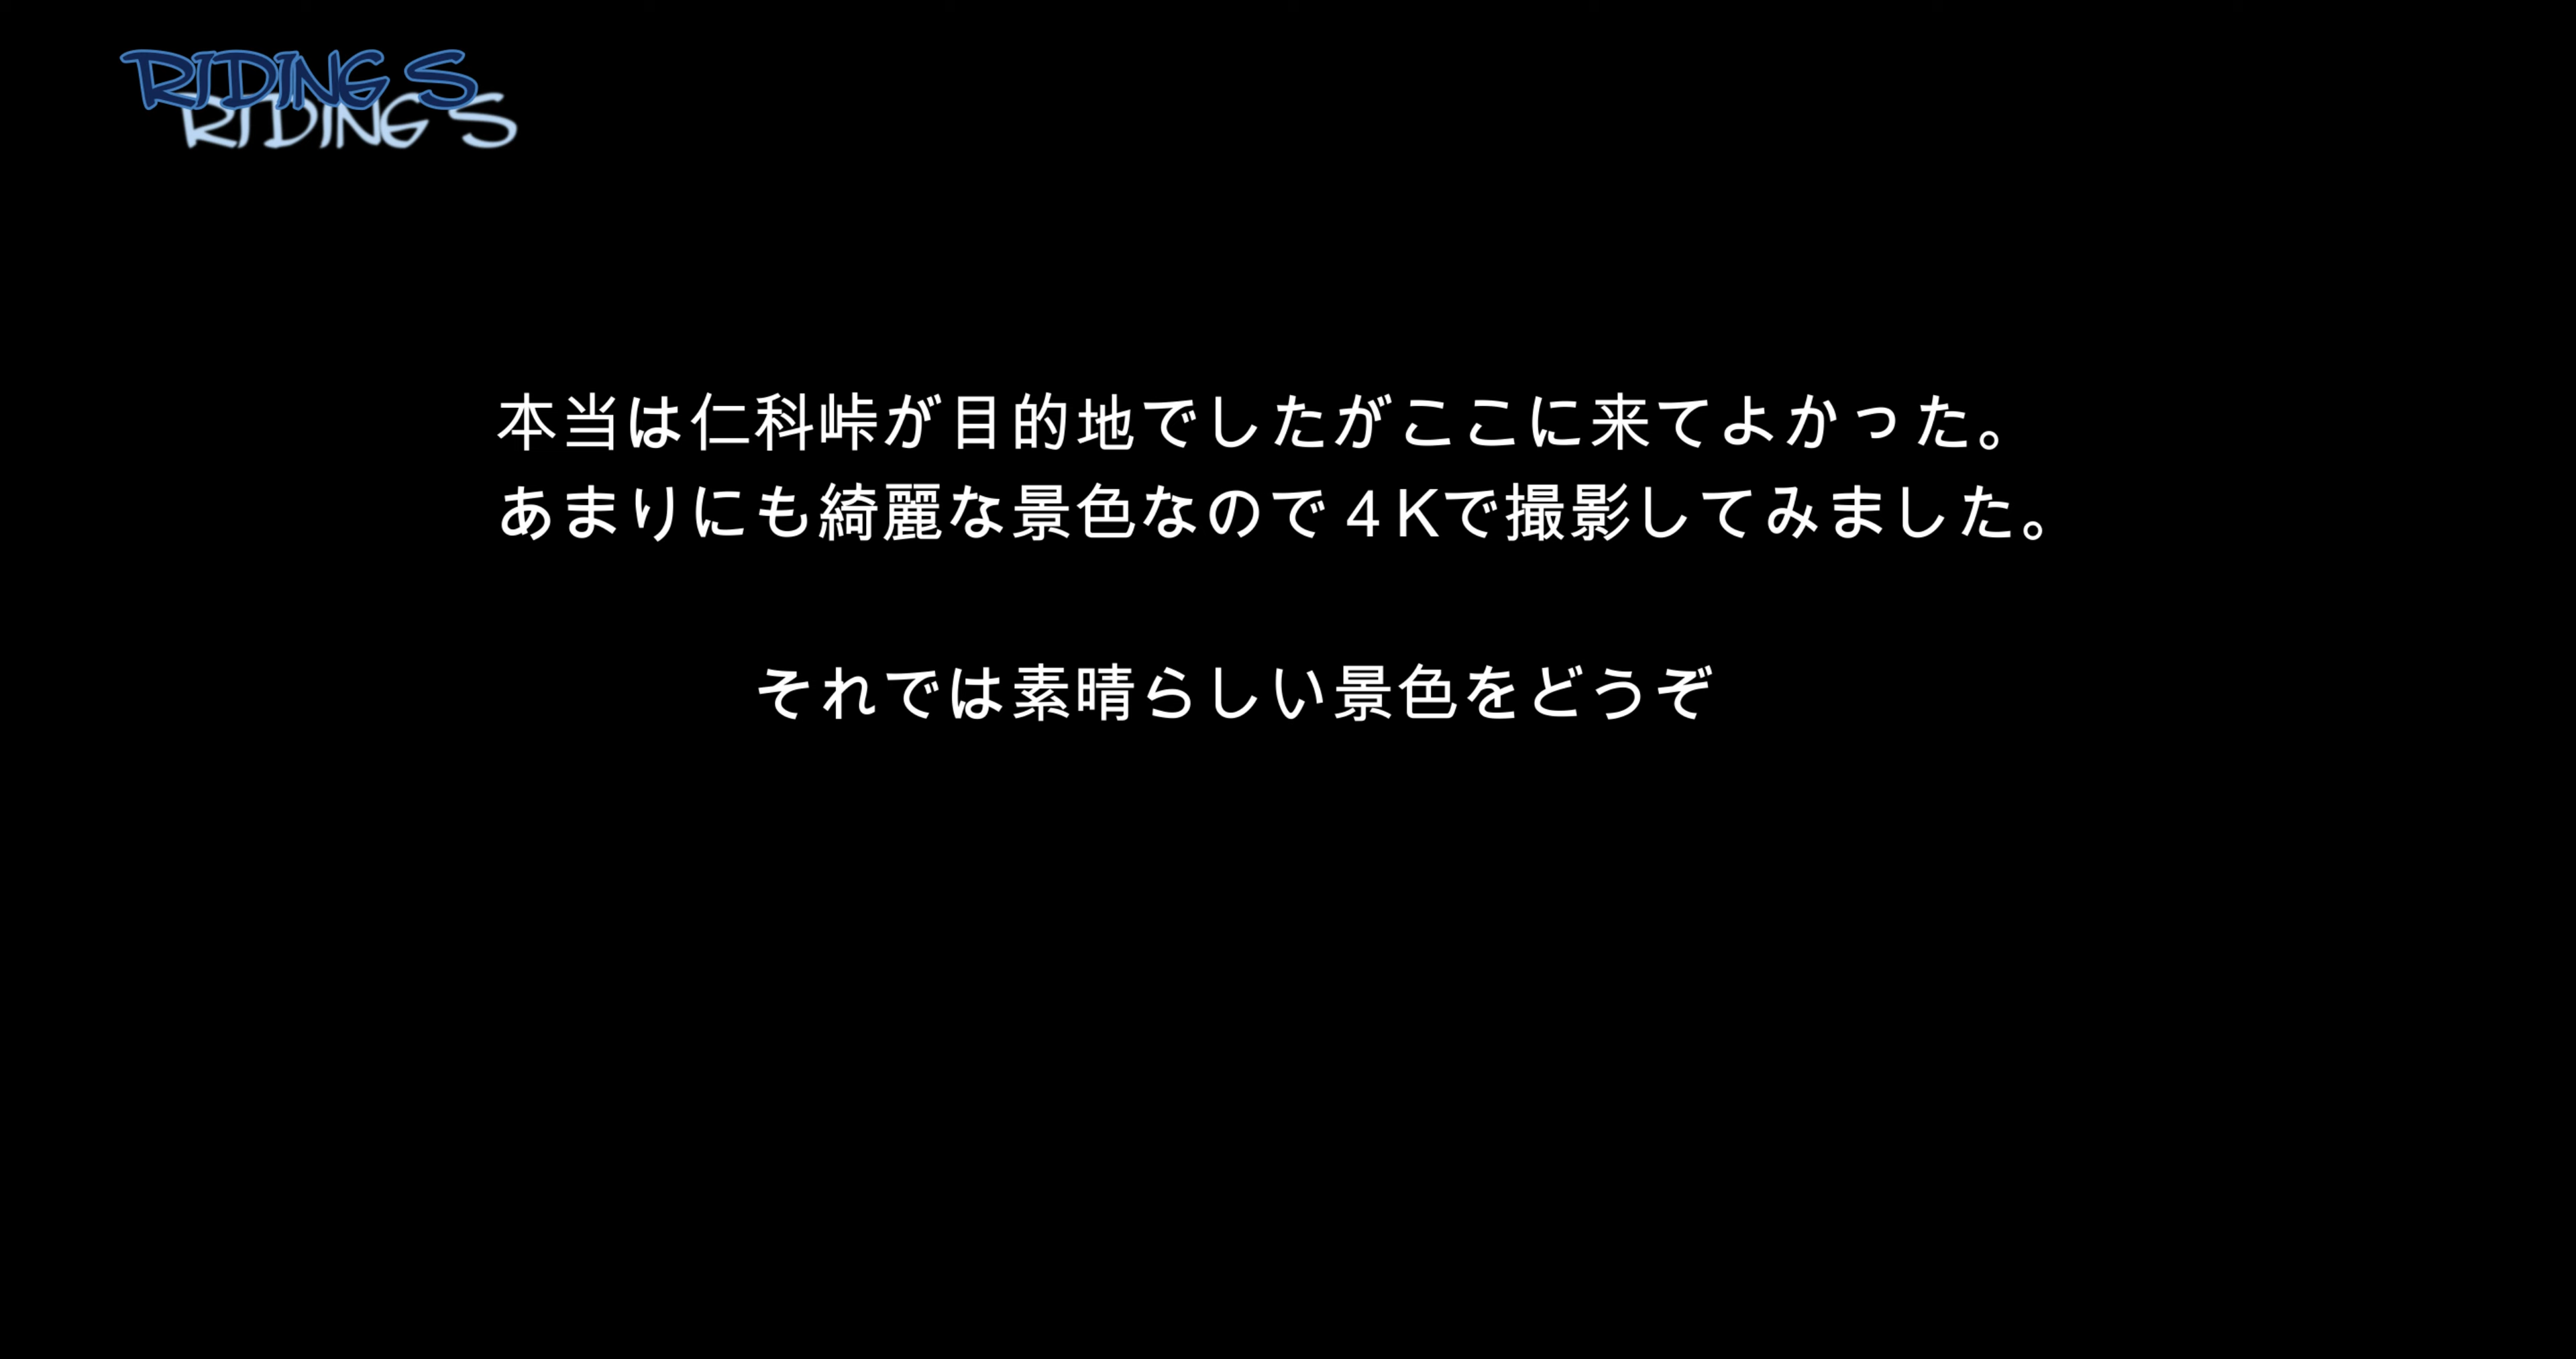 RIDING S
RIDING S
本当は仁科峠が目的地でしたがここに来てよかった。
あまりにも綺麗な景色なので４Kで撮影してみました。
それでは素晴らしい景色をどうぞ